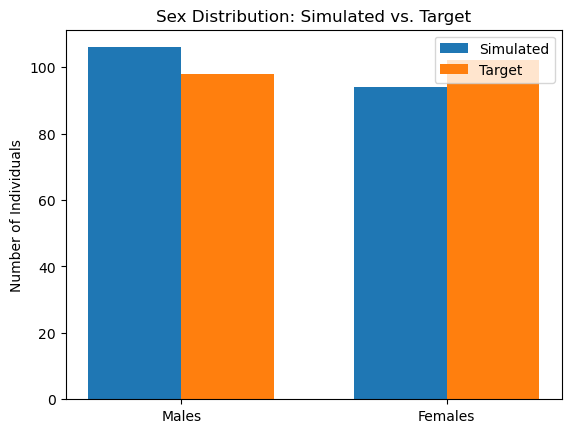 Sex Distribution: Simulated vs. Target
Simulated
Target
Number of Individuals
100
80
60
40
20
0
Males
Females